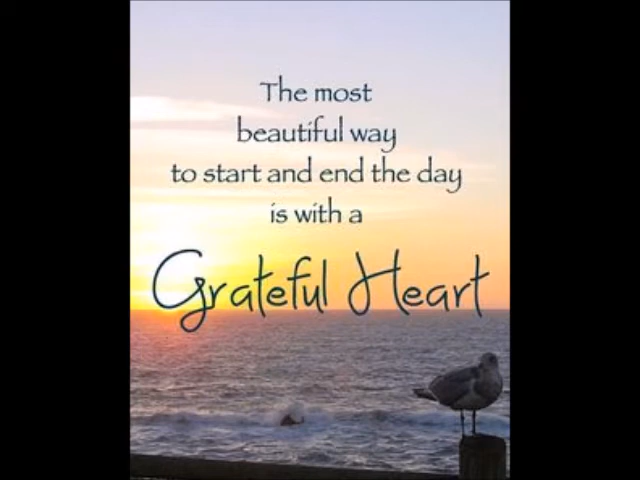 The most
beautiful way
to start and end the day
is with a
Grateful Heart